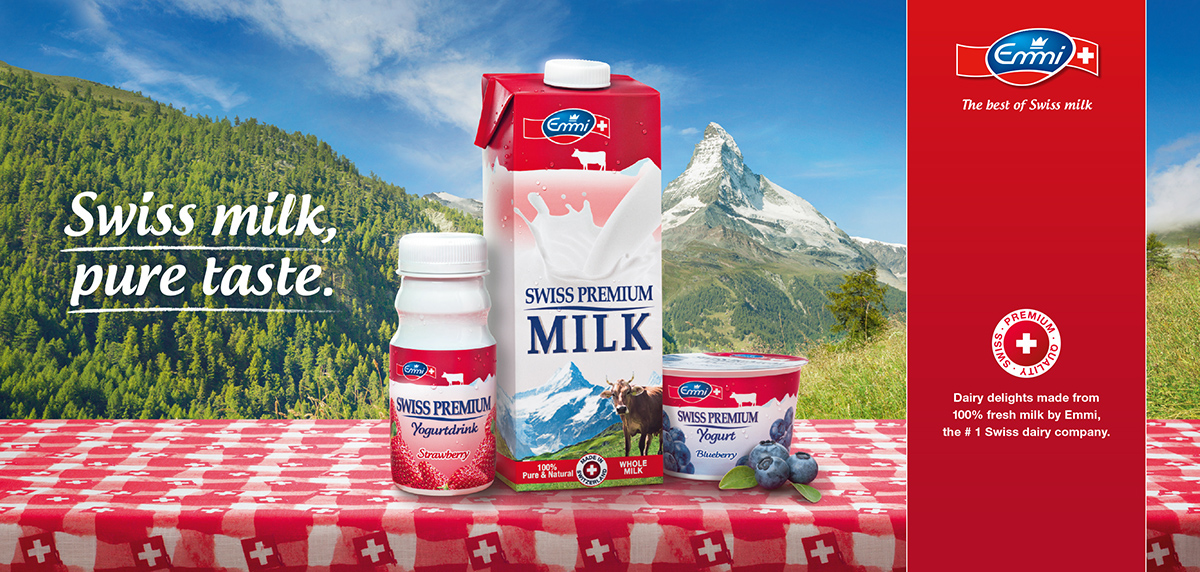 Swiss milk,
pure taste.
Emmi
SWISS PREMIUM
Yogurtdrink
Strawberry
Emmi
SWISS PREMIUM
MILK
100%
Pure & Natural
MADE IN
SWITZERLAND
WHOLE
MILK
Emmi
SWISS PREMIUM
Yogurt
Blueberry
Emmi
The best of Swiss milk
SWISS · PREMIUM · QUALITY ·
Dairy delights made from
100% fresh milk by Emmi,
the # 1 Swiss dairy company.